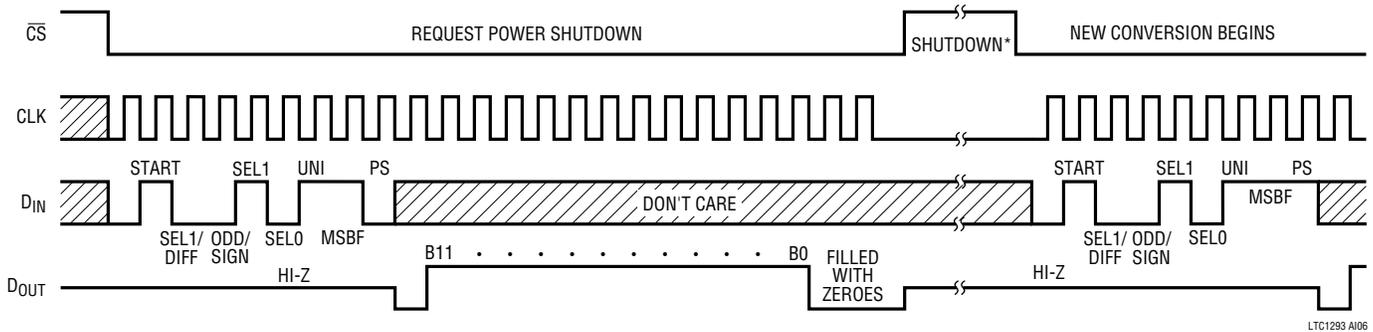 CS
REQUEST POWER SHUTDOWN
SHUTDOWN*
NEW CONVERSION BEGINS
CLK
START
SEL1
UNI
PS
START
SEL1
UNI
PS
DIN
DON'T CARE
MSBF
SEL1/
DIFF
ODD/
SIGN
SEL0
MSBF
SEL1/
DIFF
ODD/
SIGN
SEL0
B11 · · · · · · · · · · B0
FILLED
WITH
ZEROES
HI-Z
HI-Z
DOUT
LTC1293 AI06